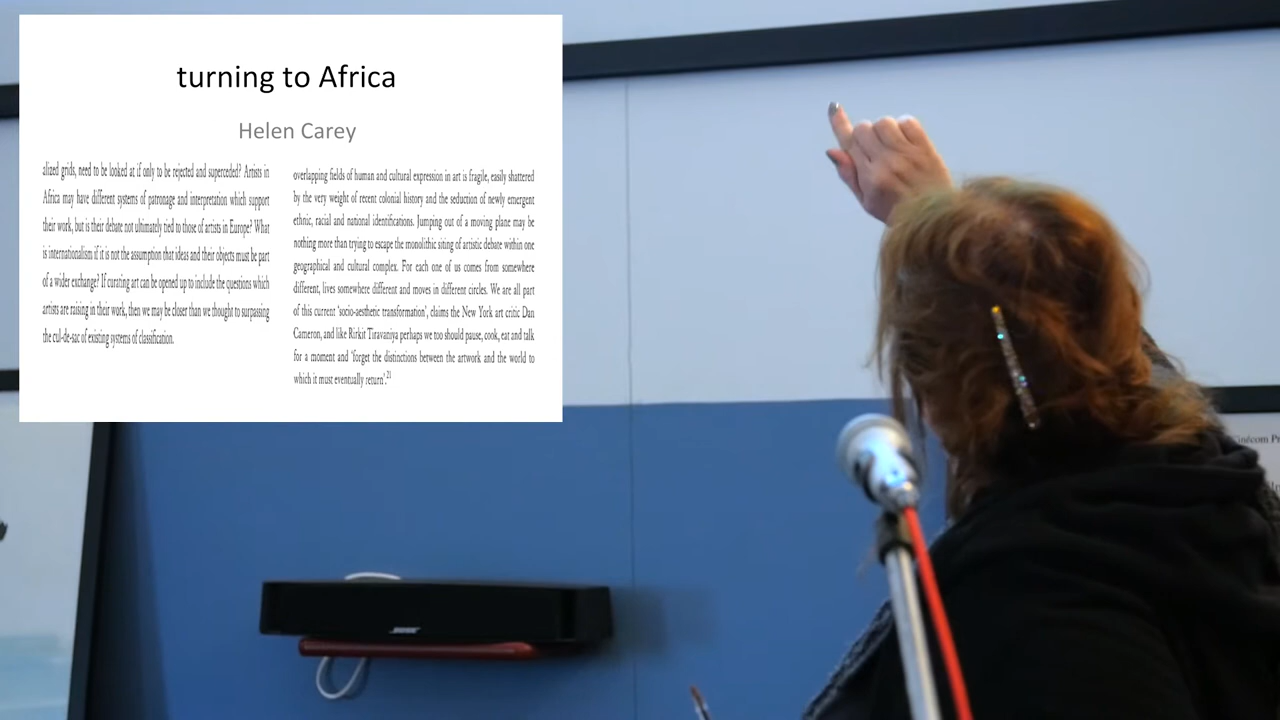 turning to Africa
Helen Carey
alized grids, need to be looked at if only to be rejected and superceded? Artists in
Africa may have different systems of patronage and interpretation which support
their work, but is their debate not ultimately tied to those of artists in Europe? What
is internationalism if it is not the assumption that ideas and their objects must be part
of a wider exchange? If curating art can be opened up to include the questions which
artists are raising in their work, then we may be closer than we thought to surpassing
the cul-de-sac of existing systems of classification.
overlapping fields of human and cultural expression in art is fragile, easily shattered
by the very weight of recent colonial history and the seduction of newly emergent
ethnic, racial and national identifications. Jumping out of a moving plane may be
nothing more than trying to escape the monolithic siting of artistic debate within one
geographical and cultural complex. For each one of us comes from somewhere
different, lives somewhere different and moves in different circles. We are all part
of this current 'socio-aesthetic transformation', claims the New York art critic Dan
Cameron, and like Rirkit Tiravaniya perhaps we too should pause, cook, eat and talk
for a moment and 'forget the distinctions between the artwork and the world to
which it must eventually return'.21
BOSE